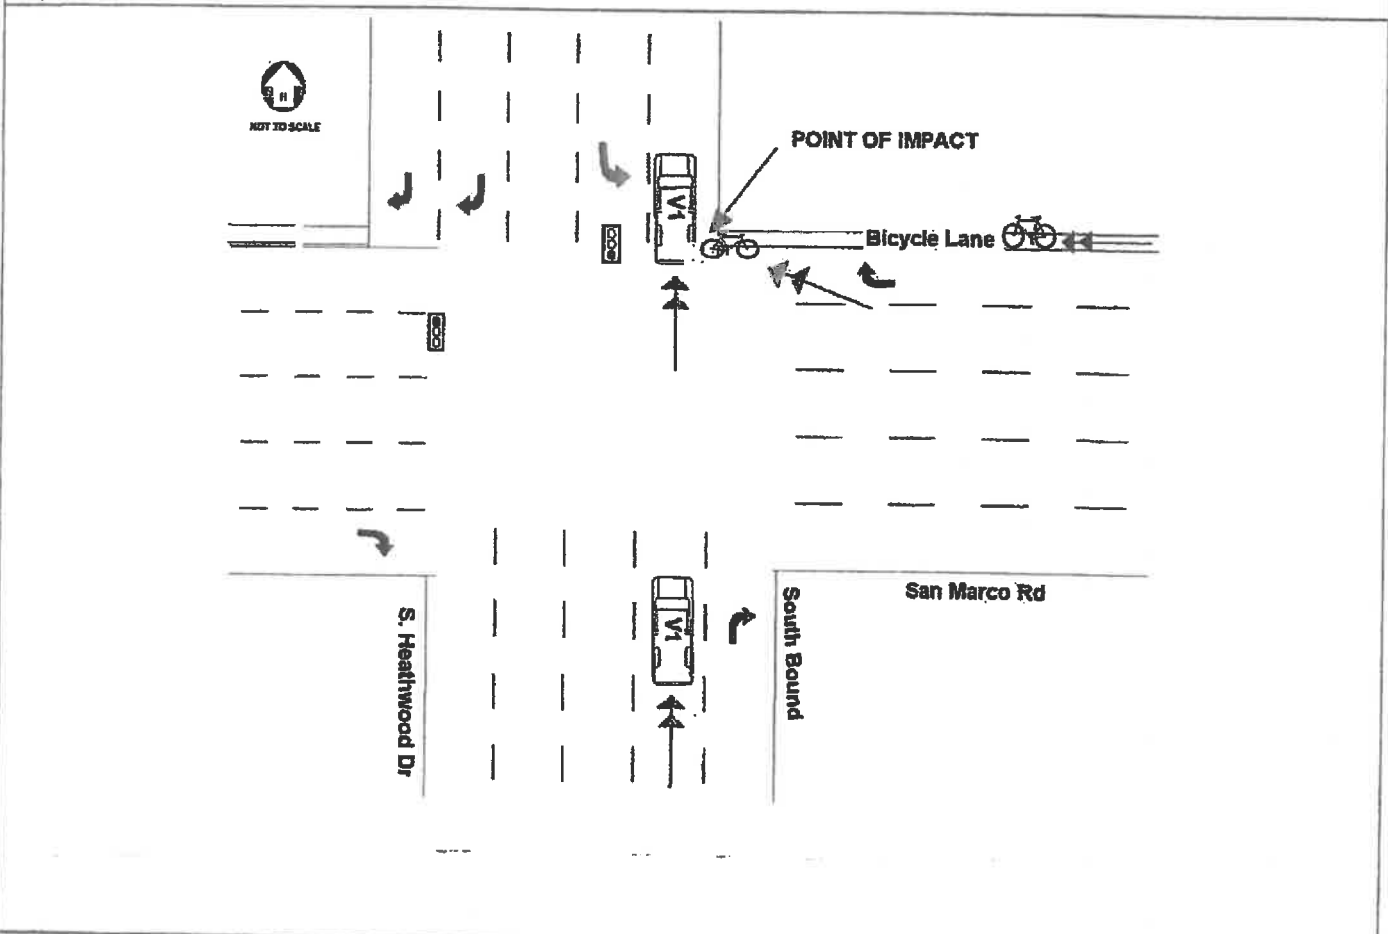 N
NOT TO SCALE
POINT OF IMPACT
V1
Bicycle Lane
San Marco Rd
S. Heathwood Dr
V1
South Bound